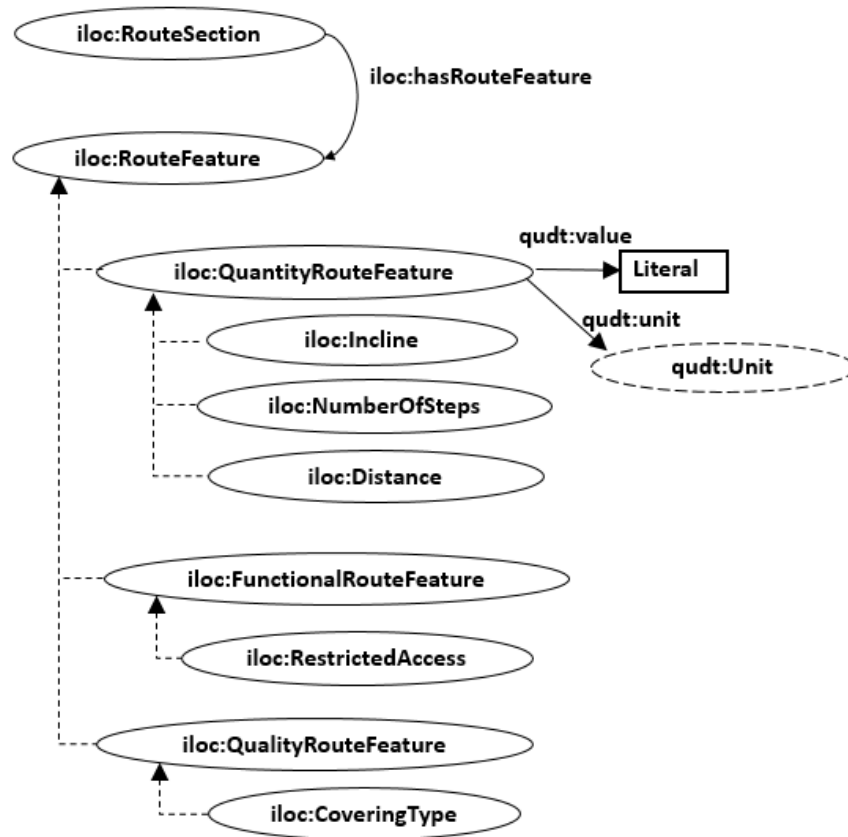 iloc:RouteSection
iloc:hasRouteFeature
iloc:RouteFeature
qudt:value
iloc:QuantityRouteFeature
Literal
qudt:unit
iloc:Incline
qudt:Unit
iloc:NumberOfSteps
iloc:Distance
iloc:FunctionalRouteFeature
iloc:RestrictedAccess
iloc:QualityRouteFeature
iloc:CoveringType